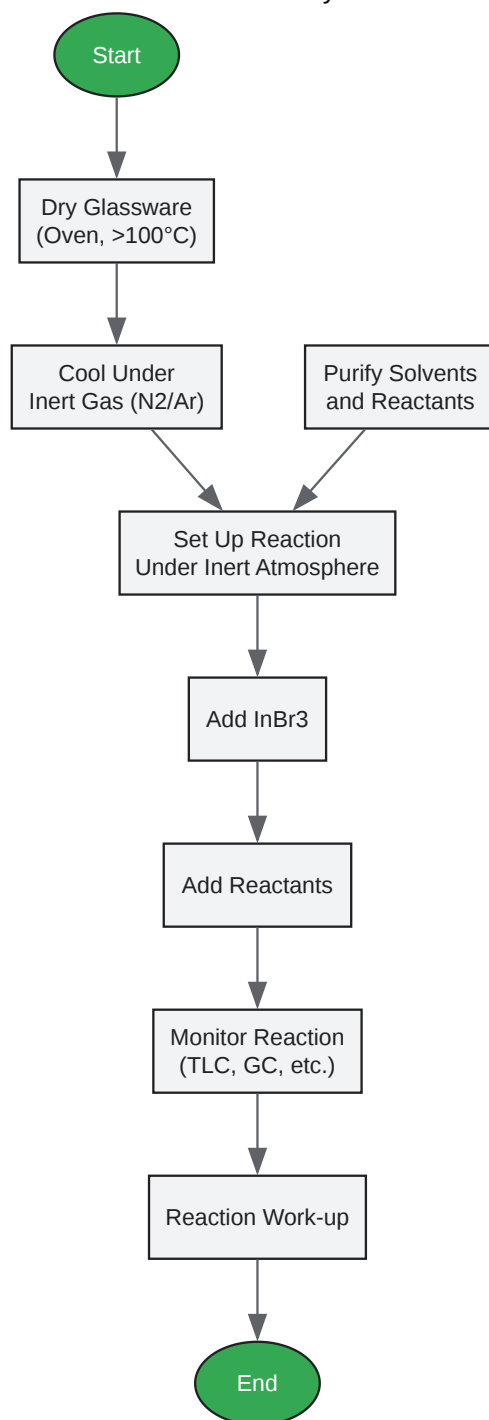 Start
Dry Glassware
(Oven, >100°C)
Cool Under
Inert Gas (N2/Ar)
Purify Solvents
and Reactants
Set Up Reaction
Under Inert Atmosphere
Add InBr3
Add Reactants
Monitor Reaction
(TLC, GC, etc.)
Reaction Work-up
End